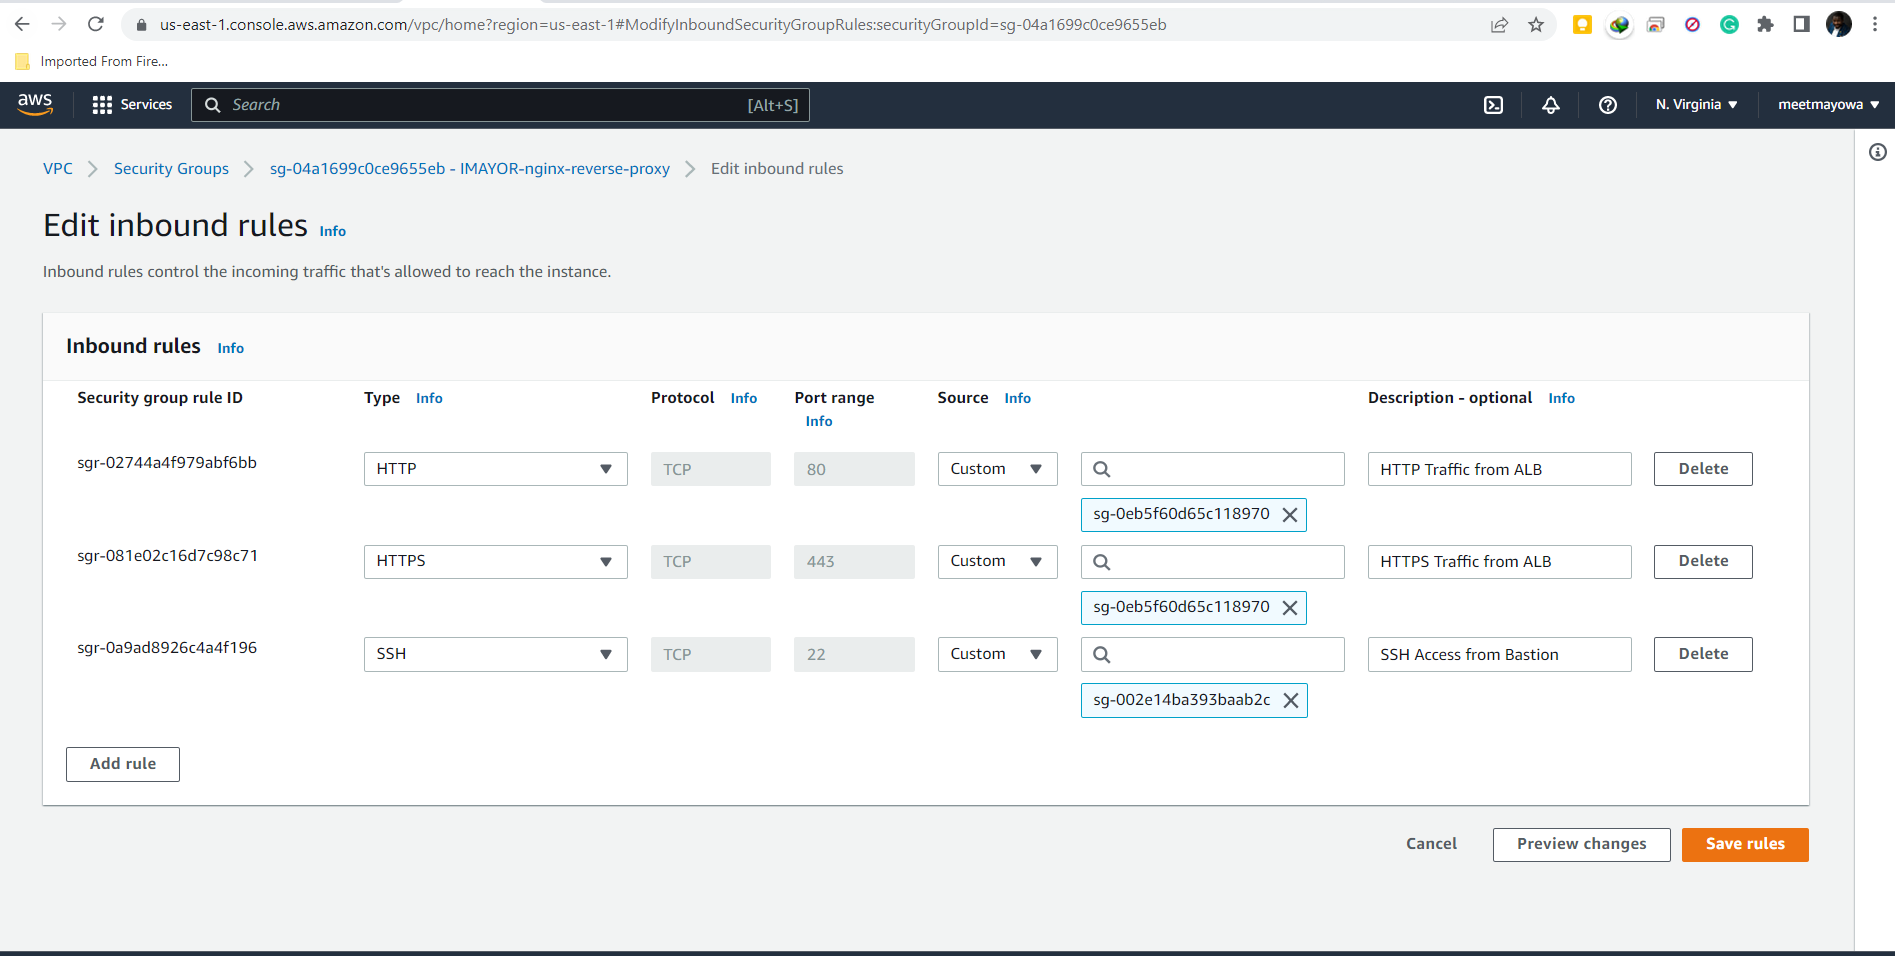 us-east-1.console.aws.amazon.com/vpc/home?region=us-east-1#ModifyInboundSecurityGroupRules:securityGroupId=sg-04a1699c0ce9655eb
Imported From Fire...
aws Services Search [Alt+S] N. Virginia meetmayowa
VPC Security Groups sg-04a1699c0ce9655eb - IMAYOR-nginx-reverse-proxy Edit inbound rules
Edit inbound rules Info
Inbound rules control the incoming traffic that's allowed to reach the instance.
Inbound rules Info
Security group rule ID Type Info Protocol Info Port range Source Info Description - optional Info
Info
sgr-02744a4f979abf6bb HTTP TCP 80 Custom HTTP Traffic from ALB Delete
sg-0eb5f60d65c118970
sgr-081e02c16d7c98c71 HTTPS TCP 443 Custom HTTPS Traffic from ALB Delete
sg-0eb5f60d65c118970
sgr-0a9ad8926c4a4f196 SSH TCP 22 Custom SSH Access from Bastion Delete
sg-002e14ba393baab2c
Add rule
Cancel Preview changes Save rules